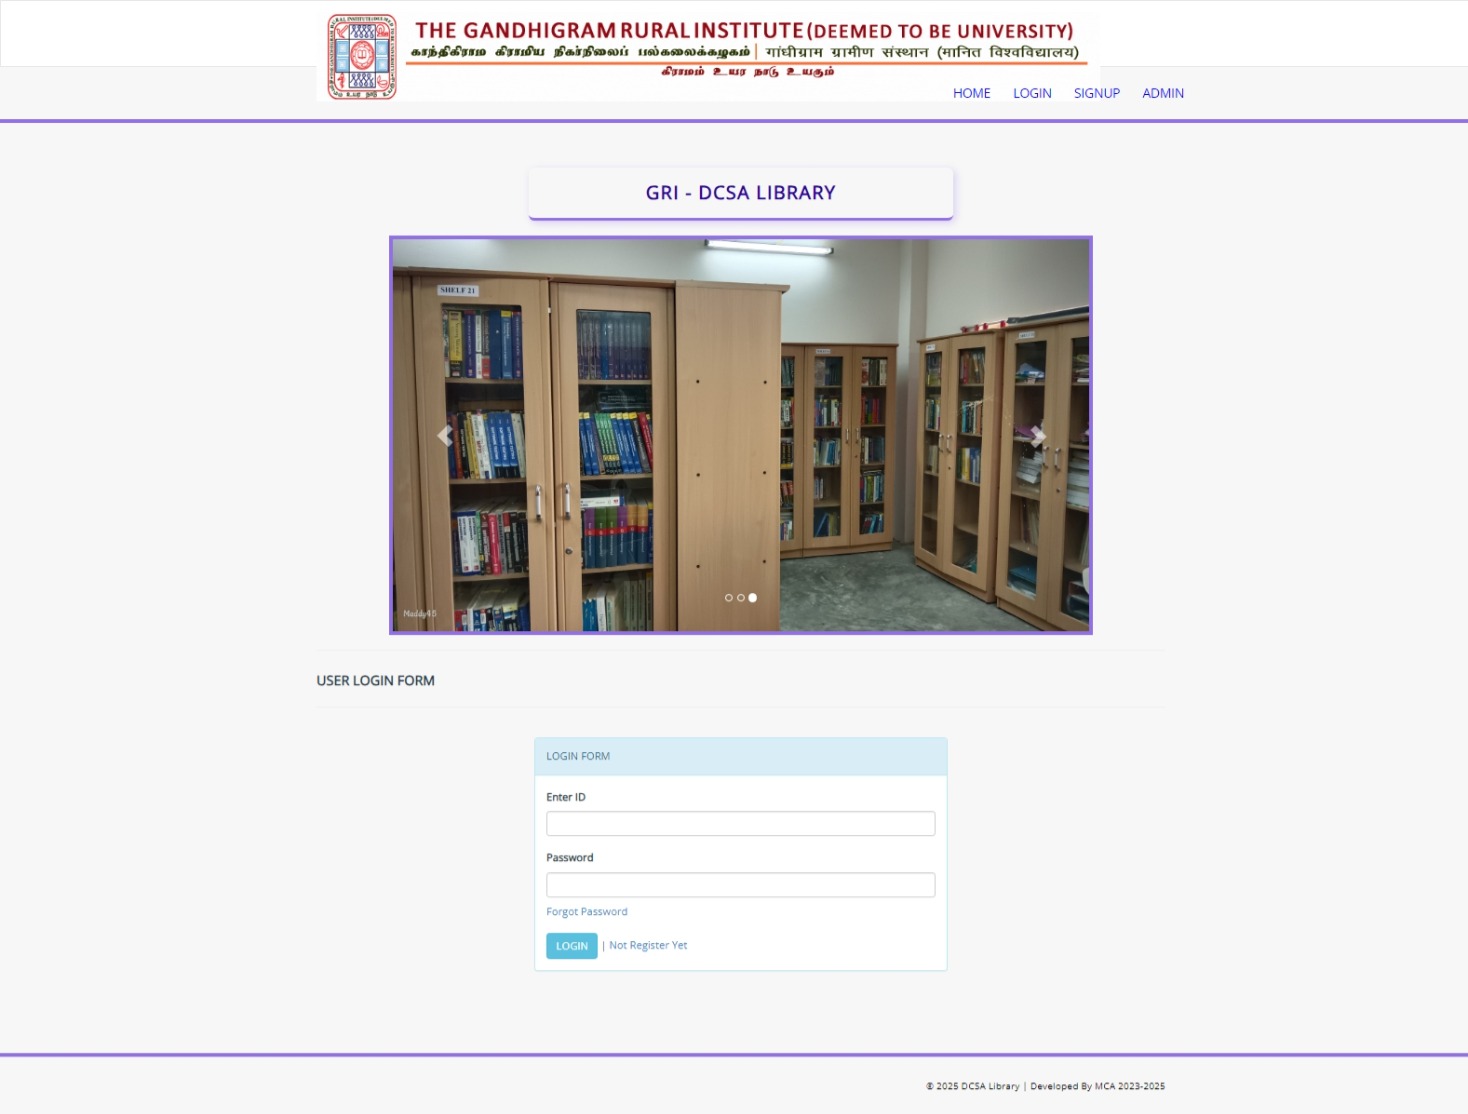 THE GANDHIGRAM RURAL INSTITUTE (DEEMED TO BE UNIVERSITY)
காந்திகிராம கிராமிய நிகர்நிலைப் பல்கலைக்கழகம் | गांधीग्राम ग्रामीण संस्थान (मानित विश्वविद्यालय)
கிராமம் உயர நாடு உயரும்
HOME LOGIN SIGNUP ADMIN
GRI - DCSA LIBRARY
SHELF 21
Maddy45
USER LOGIN FORM
LOGIN FORM
Enter ID
Password
Forgot Password
LOGIN | Not Register Yet
© 2025 DCSA Library | Developed By MCA 2023-2025